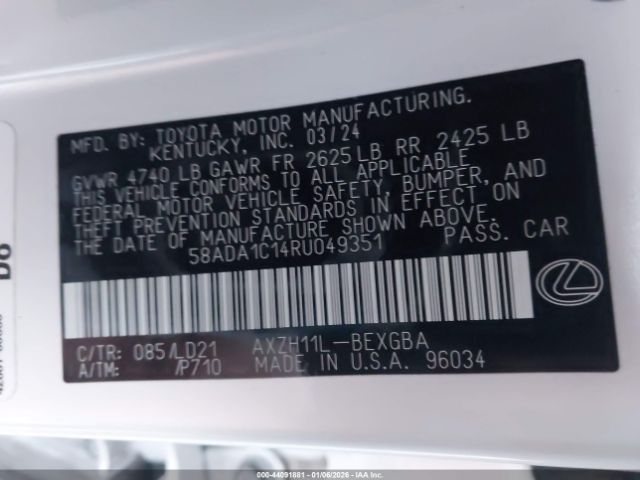 MFD. BY: TOYOTA MOTOR MANUFACTURING.
KENTUCKY, INC. 03/24
GVWR 4740 LB GAWR FR 2625 LB RR 2425 LB
THIS VEHICLE CONFORMS TO ALL APPLICABLE
FEDERAL MOTOR VEHICLE SAFETY, BUMPER, AND
THEFT PREVENTION STANDARDS IN EFFECT ON
THE DATE OF MANUFACTURE SHOWN ABOVE.
58ADA1C14RU049351 PASS. CAR
C/TR: 085/LD21 AXZH11L-BEXGBA
A/TM: /P710 MADE IN U.S.A. 96034
D6
000-44091881 - 01/06/2026 - IAAI.COM